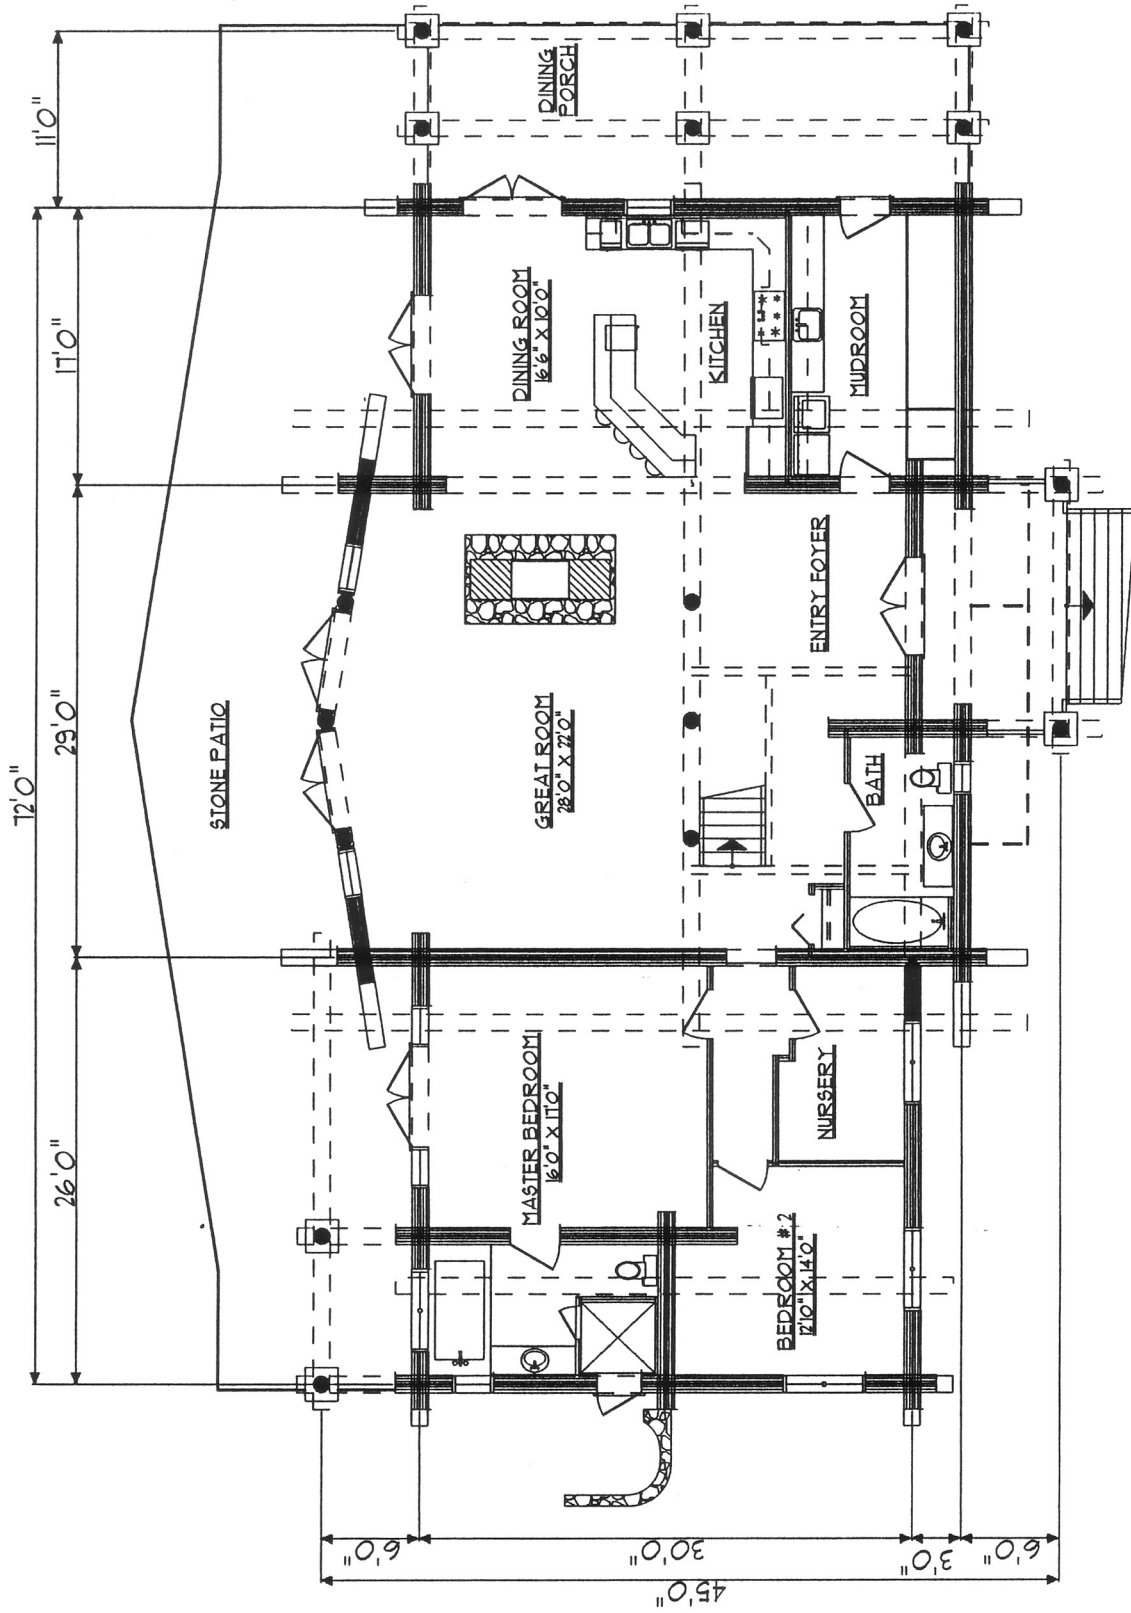 72'0"
26'0"
29'0"
17'0"
11'0"
STONE PATIO
MASTER BEDROOM
16'0" X 17'0"
GREAT ROOM
28'0" X 22'0"
DINING ROOM
16'6" X 10'0"
DINING
PORCH
KITCHEN
BEDROOM #2
12'10" X 14'0"
NURSERY
BATH
ENTRY FOYER
MUDROOM
6'0"
30'0"
3'0"
6'0"
45'0"